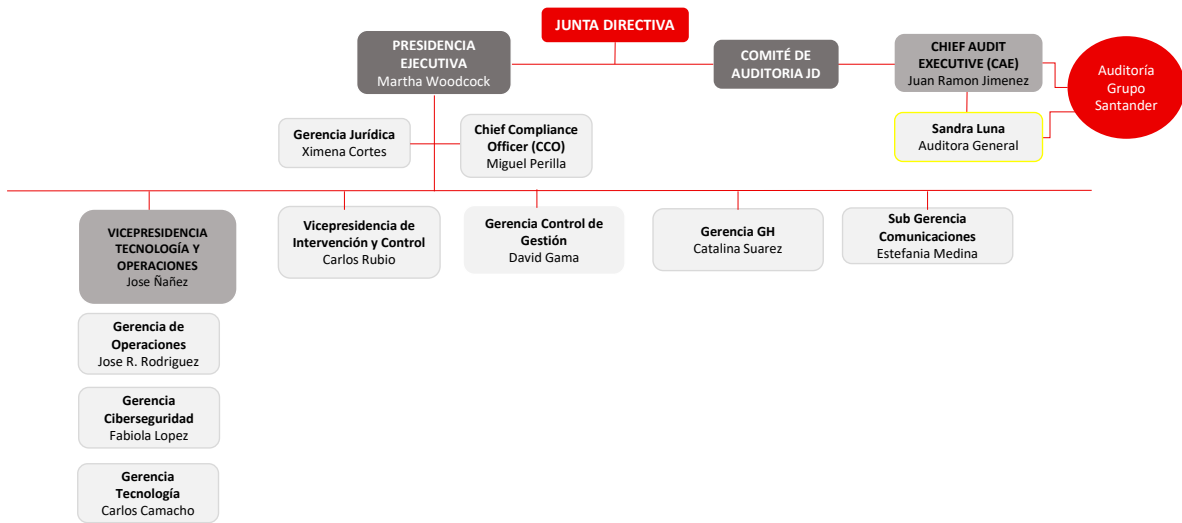 JUNTA DIRECTIVA
PRESIDENCIA
EJECUTIVA
Martha Woodcock
COMITÉ DE
AUDITORIA JD
CHIEF AUDIT
EXECUTIVE (CAE)
Juan Ramon Jimenez
Auditoría
Grupo
Santander
Gerencia Jurídica
Ximena Cortes
Chief Compliance
Officer (CCO)
Miguel Perilla
Sandra Luna
Auditora General
VICEPRESIDENCIA
TECNOLOGÍA Y
OPERACIONES
Jose Ñañez
Vicepresidencia de
Intervención y Control
Carlos Rubio
Gerencia Control de
Gestión
David Gama
Gerencia GH
Catalina Suarez
Sub Gerencia
Comunicaciones
Estefania Medina
Gerencia de
Operaciones
Jose R. Rodriguez
Gerencia
Ciberseguridad
Fabiola Lopez
Gerencia
Tecnología
Carlos Camacho